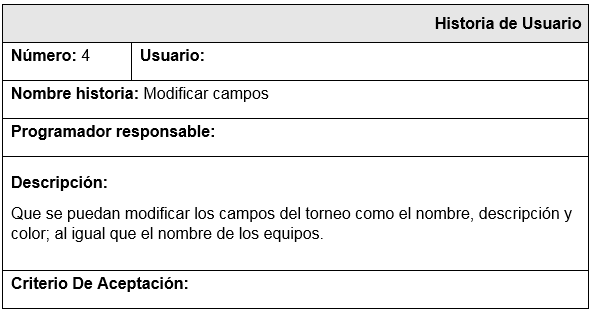 Historia de Usuario
Número: 4 Usuario:
Nombre historia: Modificar campos
Programador responsable:
Descripción:
Que se puedan modificar los campos del torneo como el nombre, descripción y
color; al igual que el nombre de los equipos.
Criterio De Aceptación: